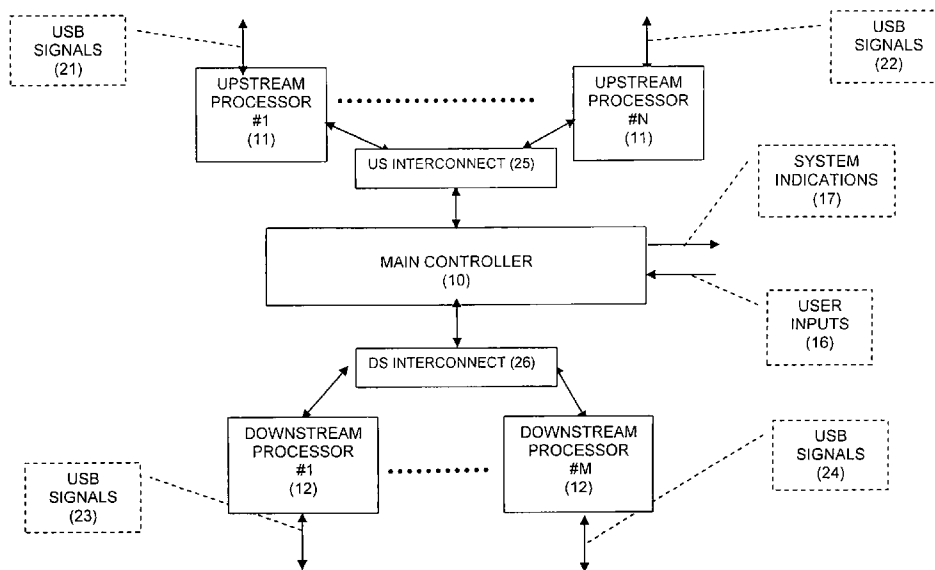 USB
SIGNALS
(21)
USB
SIGNALS
(22)
UPSTREAM
PROCESSOR
#1
(11)
UPSTREAM
PROCESSOR
#N
(11)
US INTERCONNECT (25)
SYSTEM
INDICATIONS
(17)
MAIN CONTROLLER
(10)
USER
INPUTS
(16)
DS INTERCONNECT (26)
DOWNSTREAM
PROCESSOR
#1
(12)
DOWNSTREAM
PROCESSOR
#M
(12)
USB
SIGNALS
(23)
USB
SIGNALS
(24)